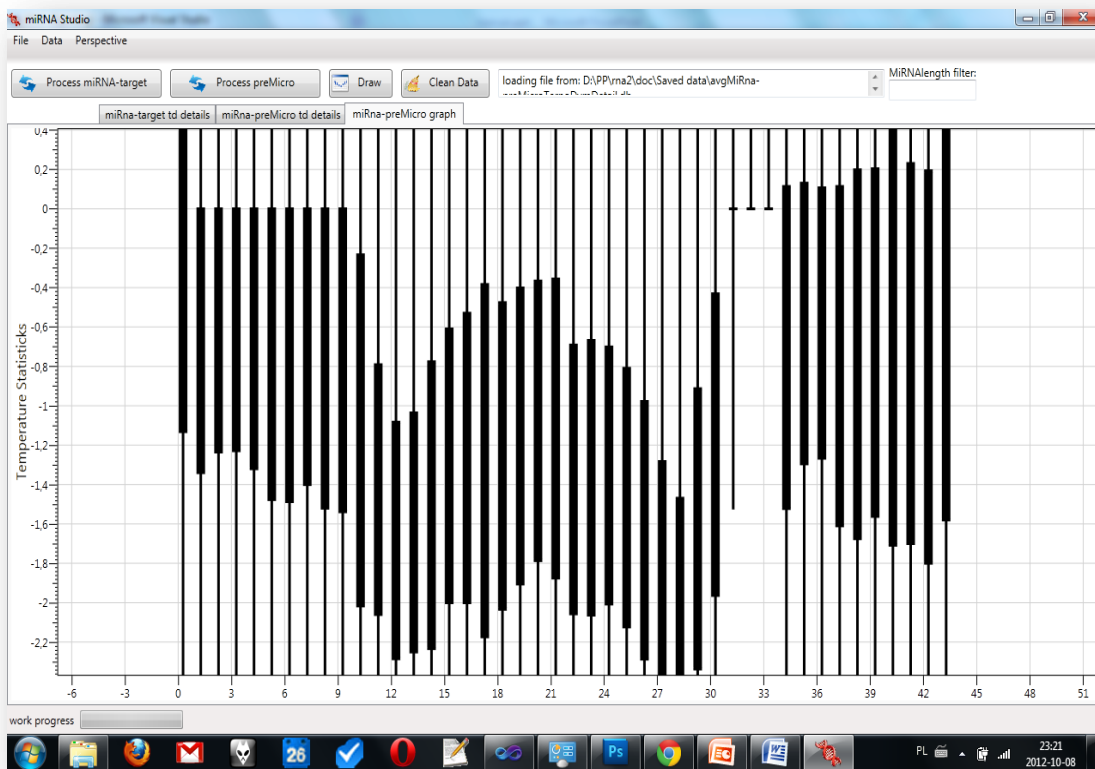 miRNA Studio
File Data Perspective
Process miRNA-target Process preMicro Draw Clean Data loading file from: D:\PP\rna2\doc\Saved data\avgMiRna- MiRNAlength filter:
miRna-target td details miRna-preMicro td details miRna-preMicro graph
0,4
0,2
0
-0,2
-0,4
-0,6
-0,8
-1
-1,2
-1,4
-1,6
-1,8
-2
-2,2
Temperature Statisticks
-6 -3 0 3 6 9 12 15 18 21 24 27 30 33 36 39 42 45 48 51
work progress
26 Ps PL 23:21
2012-10-08